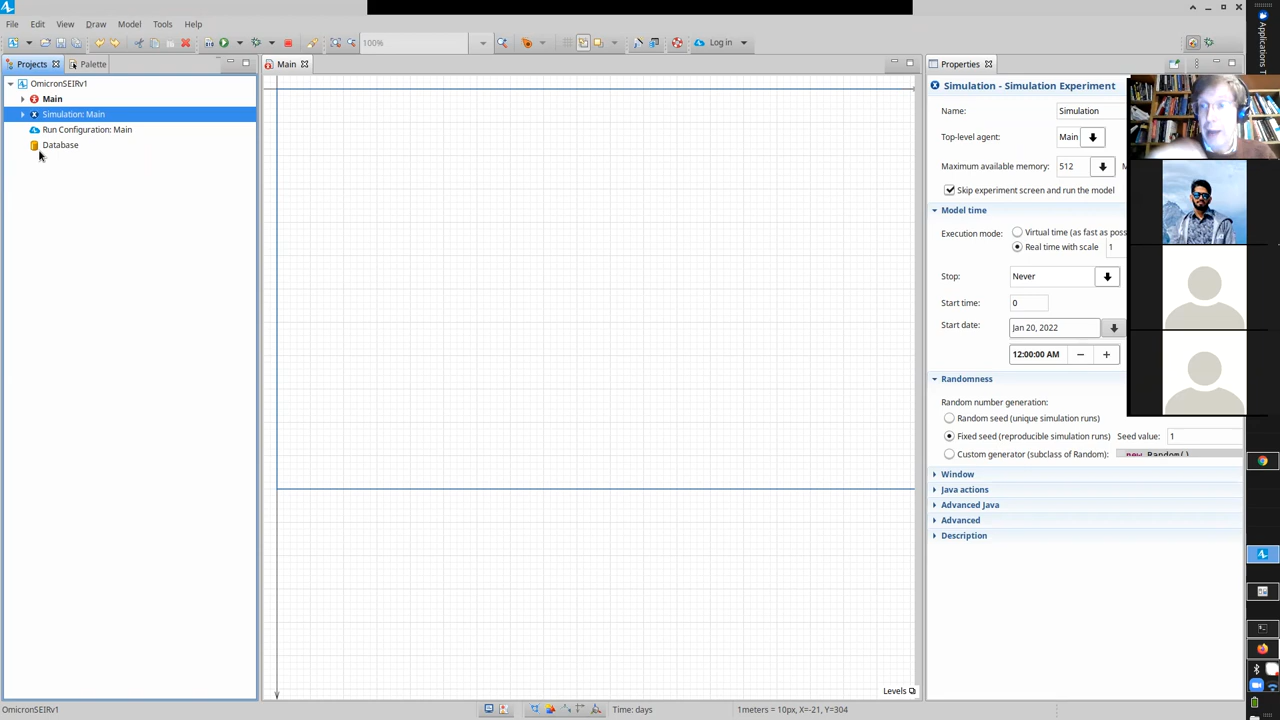 File Edit View Draw Model Tools Help
100% Log in
Projects Palette Main Properties
OmicronSEIRv1
Main
Simulation: Main
Run Configuration: Main
Database
Simulation - Simulation Experiment
Name: Simulation
Top-level agent: Main
Maximum available memory: 512 M
Skip experiment screen and run the model
Model time
Execution mode: Virtual time (as fast as poss
Real time with scale 1
Stop: Never
Start time: 0
Start date: Jan 20, 2022
12:00:00 AM
Randomness
Random number generation:
Random seed (unique simulation runs)
Fixed seed (reproducible simulation runs) Seed value: 1
Custom generator (subclass of Random): new Random()
Window
Java actions
Advanced Java
Advanced
Description
Levels
OmicronSEIRv1 Time: days 1meters = 10px, X=-21, Y=304
Applications